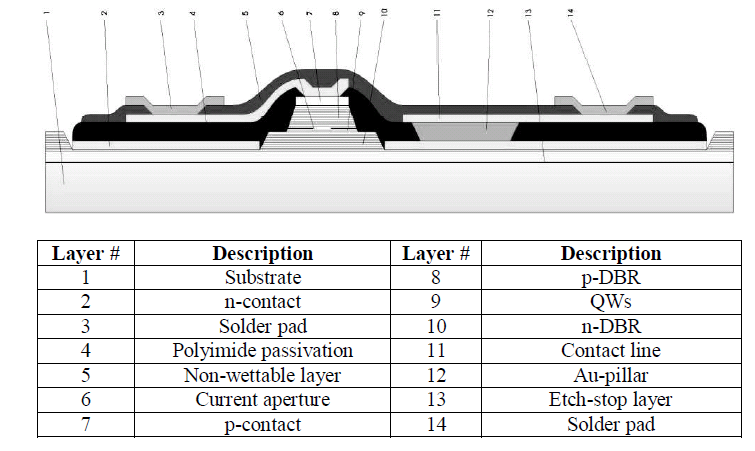 1 2 3 4 5 6 7 8 9 10 11 12 13 14
Layer # Description Layer # Description
1 Substrate 8 p-DBR
2 n-contact 9 QWs
3 Solder pad 10 n-DBR
4 Polyimide passivation 11 Contact line
5 Non-wettable layer 12 Au-pillar
6 Current aperture 13 Etch-stop layer
7 p-contact 14 Solder pad